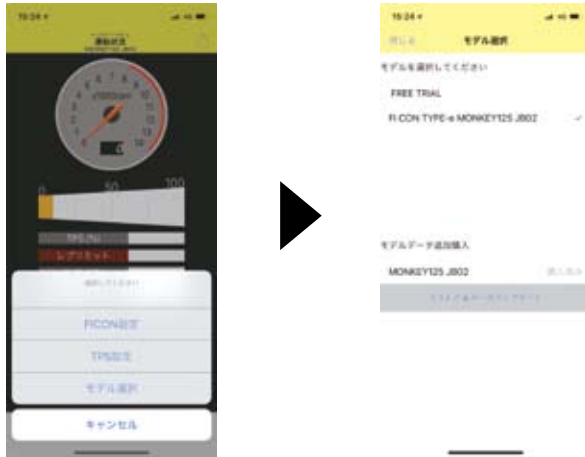 15:24
運転状況
MONKEY125 JB02
x1000rpm
0 50 100
TPS (%)
レブリミット
選択してください
FICON設定
TPS設定
モデル選択
キャンセル
15:24
閉じる モデル選択
モデルを選択してください
FREE TRIAL
FI CON TYPE-e MONKEY125 JB02
モデルデータ追加購入
MONKEY125 JB02 購入済み